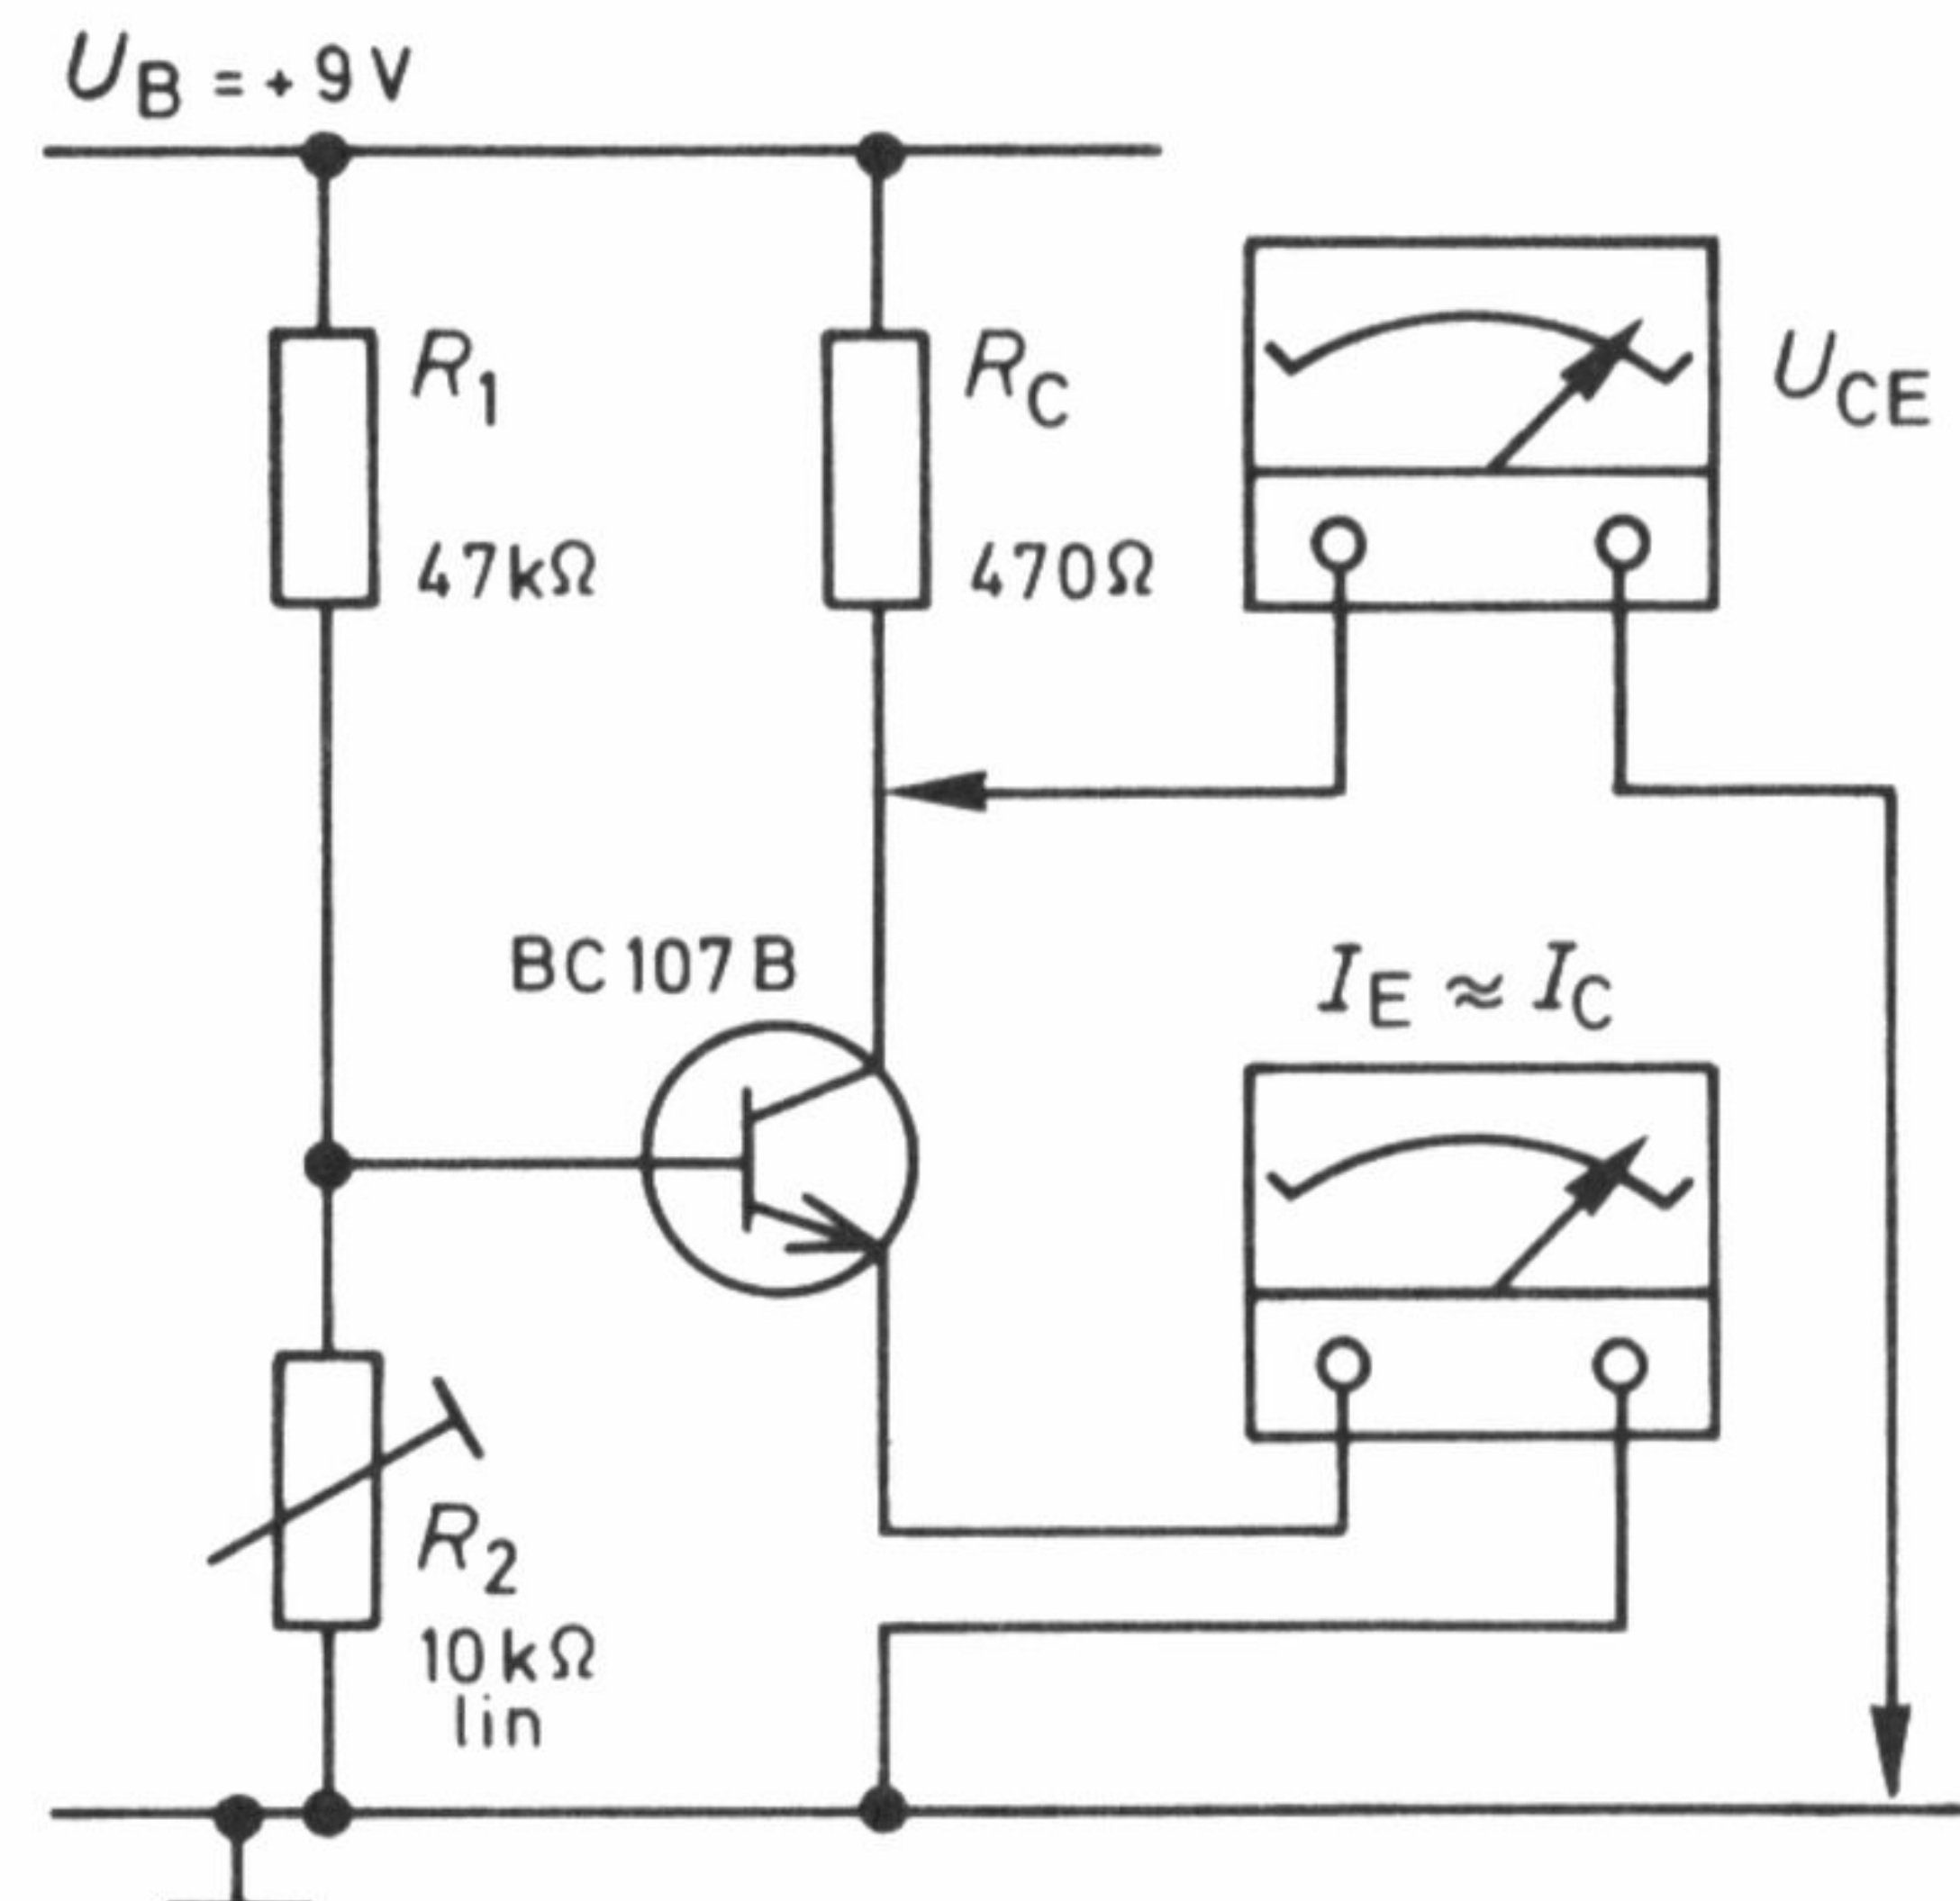 U_B = + 9 V
R_1
47 kΩ
R_C
470 Ω
U_CE
BC 107 B
I_E ≈ I_C
R_2
10 kΩ
lin